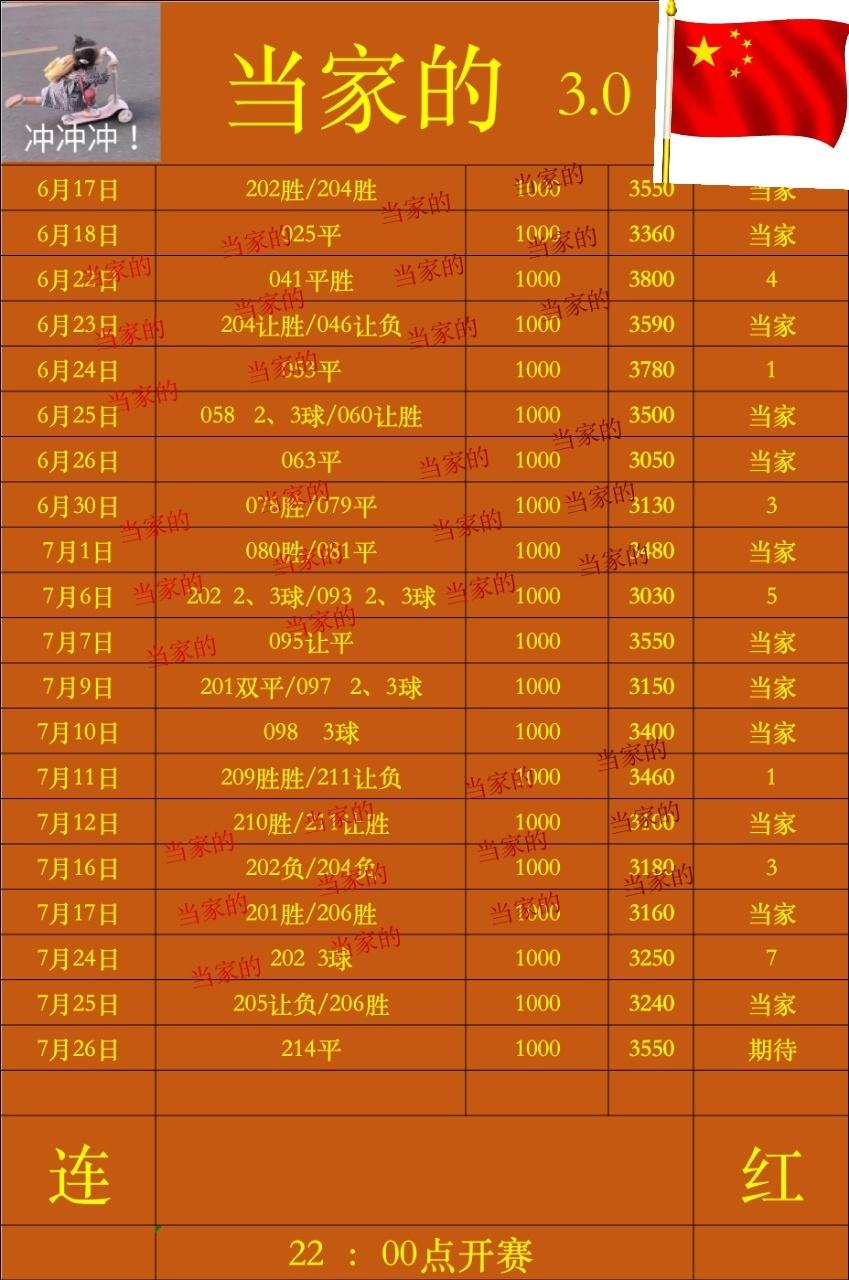 冲冲冲！
当家的 3.0
6月17日 202胜/204胜 1000 3550 当家
6月18日 025平 1000 3360 当家
6月22日 041平胜 1000 3800 4
6月23日 204让胜/046让负 1000 3590 当家
6月24日 053平 1000 3780 1
6月25日 058 2、3球/060让胜 1000 3500 当家
6月26日 063平 1000 3050 当家
6月30日 078胜/079平 1000 3130 3
7月1日 080胜/081平 1000 3480 当家
7月6日 202 2、3球/093 2、3球 1000 3030 5
7月7日 095让平 1000 3550 当家
7月9日 201双平/097 2、3球 1000 3150 当家
7月10日 098 3球 1000 3400 当家
7月11日 209胜胜/211让负 1000 3460 1
7月12日 210胜/217让胜 1000 当家
7月16日 202负/204负 1000 3180 3
7月17日 201胜/206胜 1000 3160 当家
7月24日 202 3球 1000 3250 7
7月25日 205让负/206胜 1000 3240 当家
7月26日 214平 1000 3550 期待
连 红
22 : 00点开赛